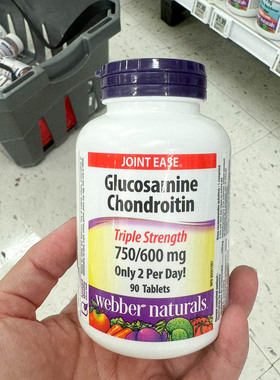 JOINT EASE®
Glucosamine
Chondroitin
Triple Strength
750/600 mg
Only 2 Per Day!
90 Tablets
webber naturals